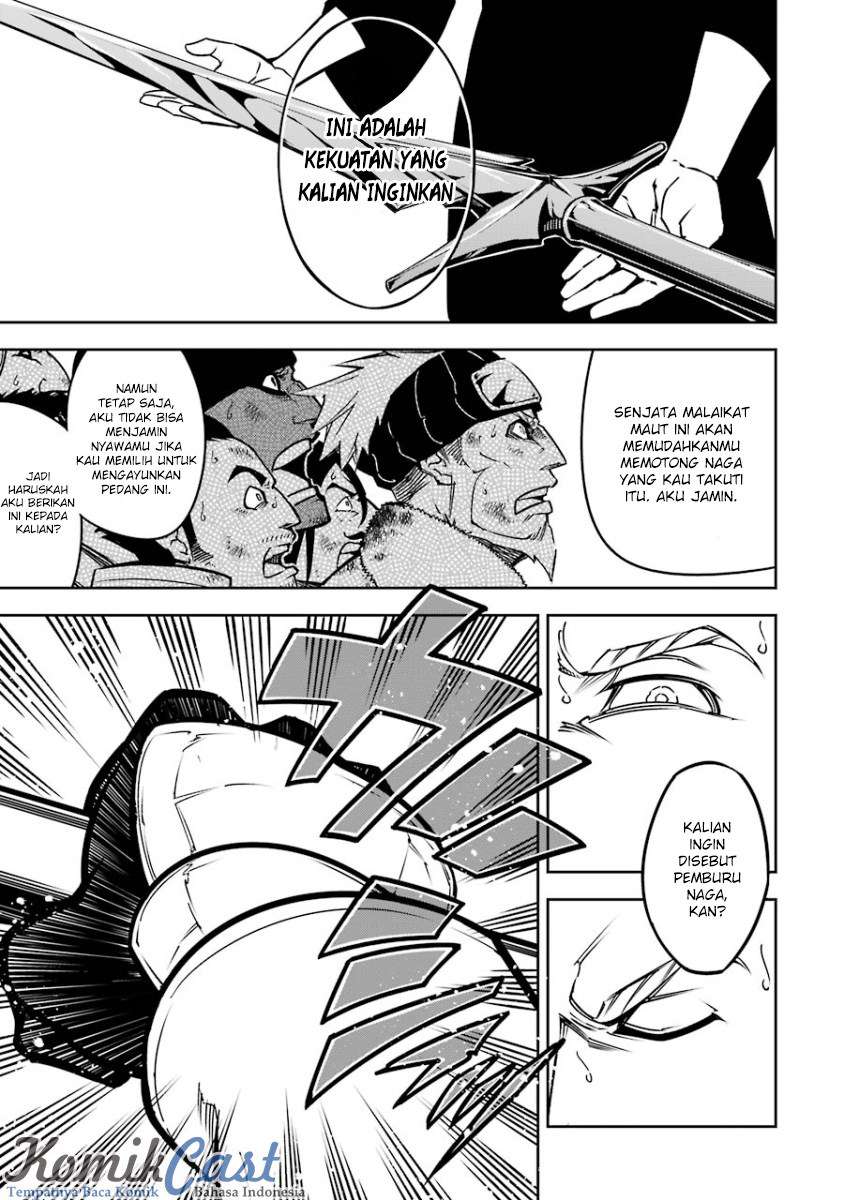 INI ADALAH
KEKUATAN YANG
KALIAN INGINKAN
SENJATA MALAIKAT
MAUT INI AKAN
MEMUDAHKANMU
MEMOTONG NAGA
YANG KAU TAKUTI
ITU. AKU JAMIN.
NAMUN
TETAP SAJA,
AKU TIDAK BISA
MENJAMIN
NYAWAMU JIKA
KAU MEMILIH UNTUK
MENGAYUNKAN
PEDANG INI.
JADI
HARUSKAH
AKU BERIKAN
INI KEPADA
KALIAN?
KALIAN
INGIN
DISEBUT
PEMBURU
NAGA,
KAN?
ガシ
KomikCast
Tempatnya Baca Komik Bahasa Indonesia